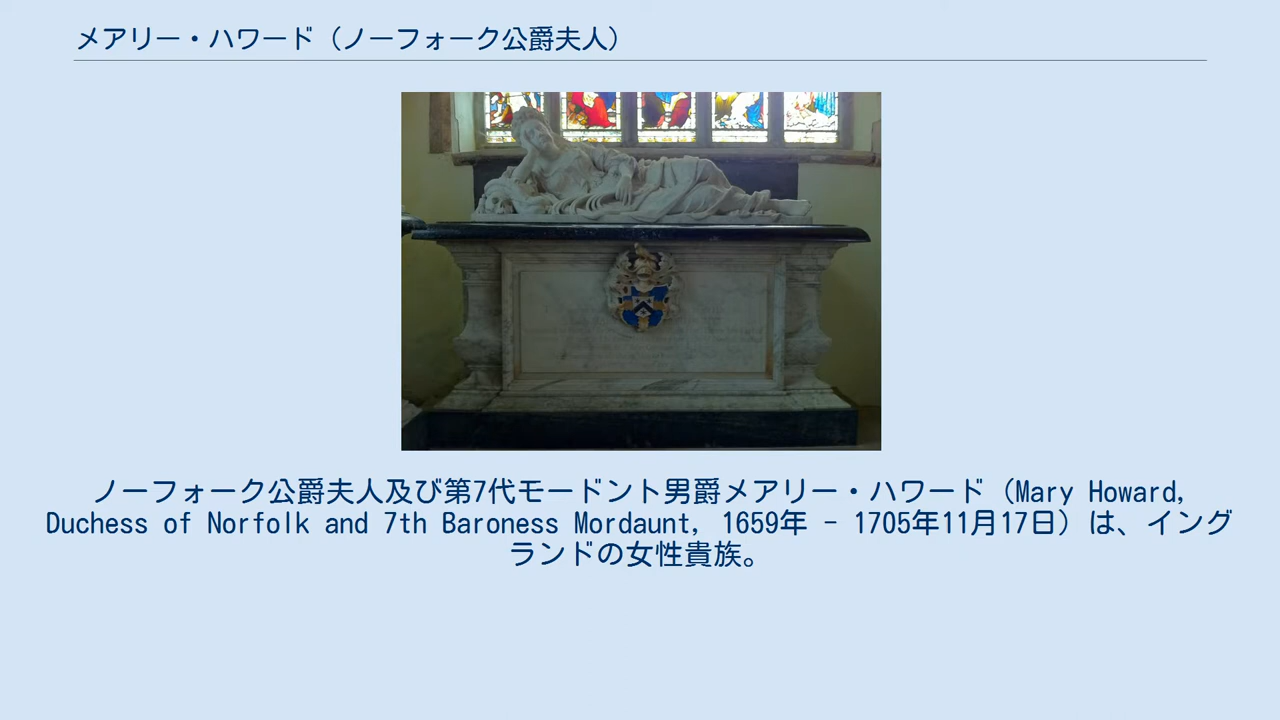 メアリー・ハワード（ノーフォーク公爵夫人）
ノーフォーク公爵夫人及び第7代モードント男爵メアリー・ハワード（Mary Howard,
Duchess of Norfolk and 7th Baroness Mordaunt, 1659年 – 1705年11月17日）は、イング
ランドの女性貴族。